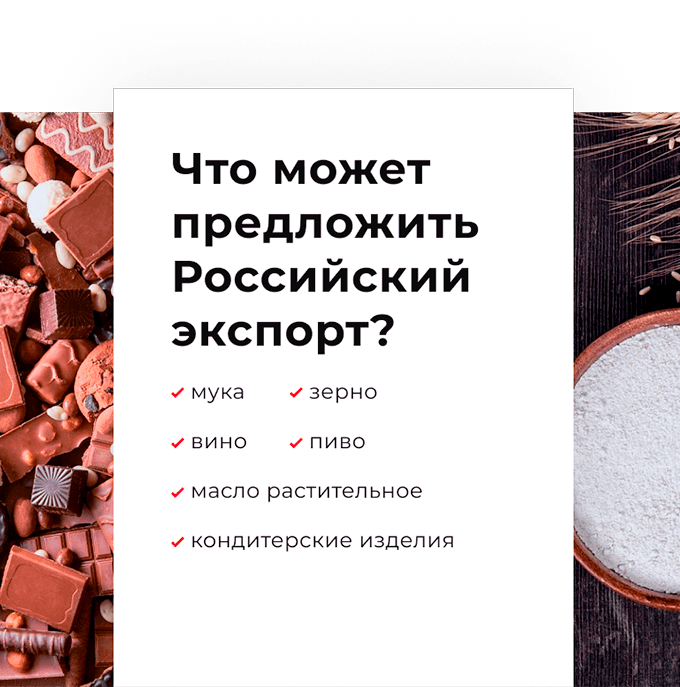 Что может
предложить
Российский
экспорт?
мука зерно
вино пиво
масло растительное
кондитерские изделия